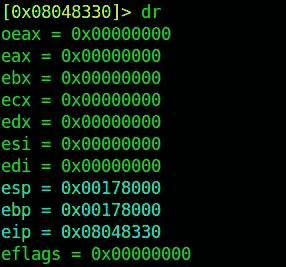 [0x08048330]> dr
oeax = 0x00000000
eax = 0x00000000
ebx = 0x00000000
ecx = 0x00000000
edx = 0x00000000
esi = 0x00000000
edi = 0x00000000
esp = 0x00178000
ebp = 0x00178000
eip = 0x08048330
eflags = 0x00000000